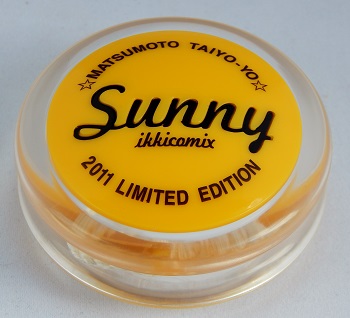 ☆MATSUMOTO TAIYO-YO☆
Sunny
ikkicomix
2011 LIMITED EDITION